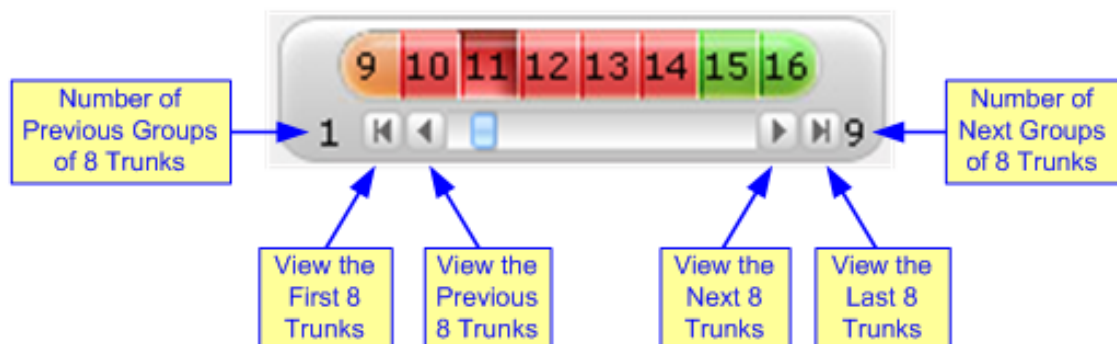 9 10 11 12 13 14 15 16
Number of
Previous Groups
of 8 Trunks
1
9
Number of
Next Groups
of 8 Trunks
View the
First 8
Trunks
View the
Previous
8 Trunks
View the
Next 8
Trunks
View the
Last 8
Trunks